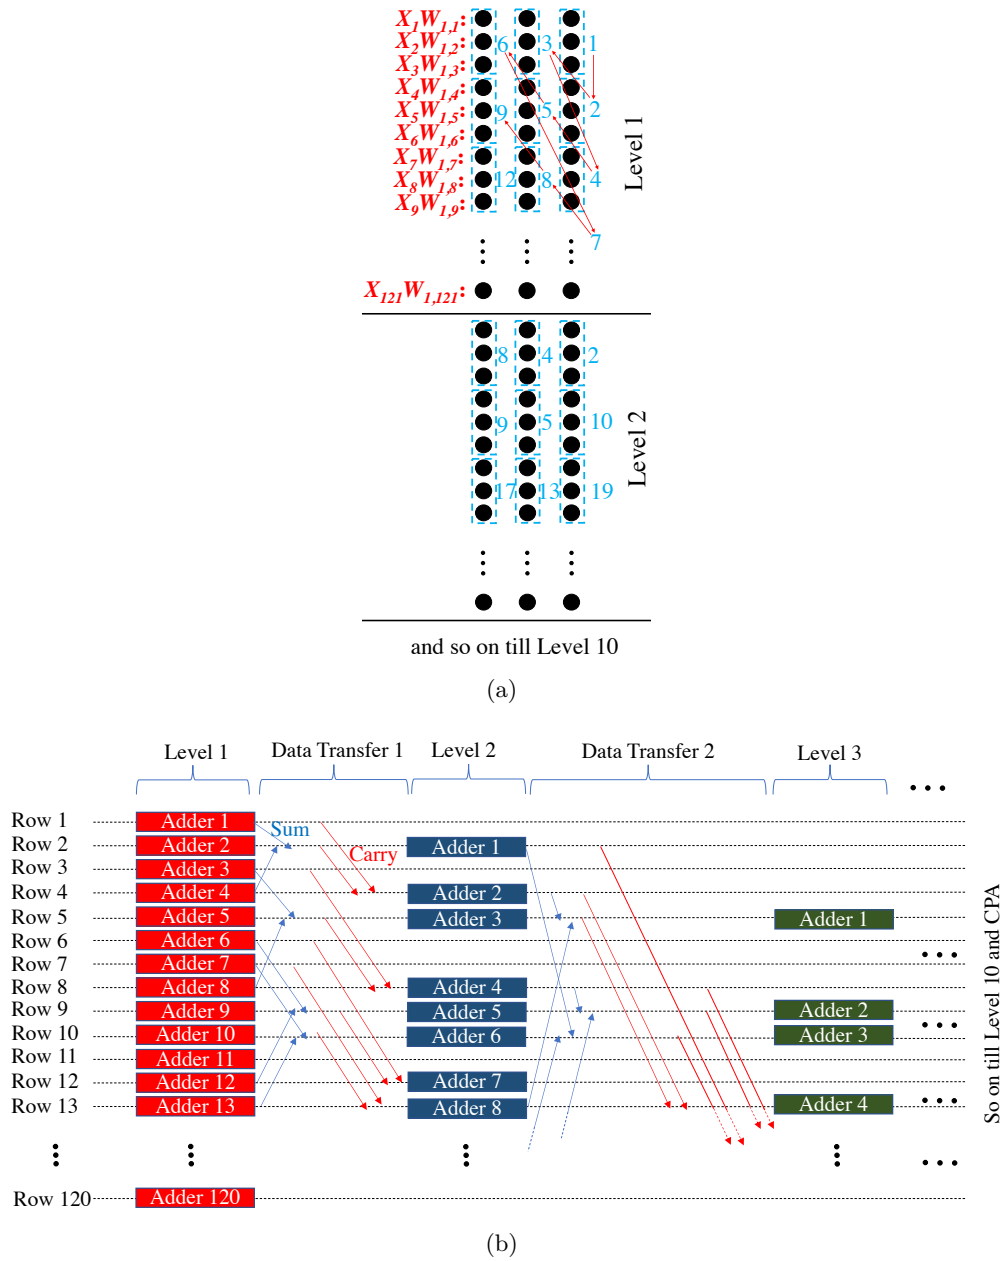 X1W1,1:
X2W1,2: 6 3 1
X3W1,3:
X4W1,4:
X5W1,5: 9 5 2
X6W1,6:
X7W1,7:
X8W1,8: 12 8 4
X9W1,9:
7
Level 1
X121W1,121:
8 4 2
9 5 10
17 13 19
Level 2
and so on till Level 10
(a)
Level 1 Data Transfer 1 Level 2 Data Transfer 2 Level 3
Row 1 Adder 1
Sum
Row 2 Adder 2 Adder 1
Carry
Row 3 Adder 3
Row 4 Adder 4 Adder 2
Row 5 Adder 5 Adder 3 Adder 1
Row 6 Adder 6
Row 7 Adder 7
Row 8 Adder 8 Adder 4
Row 9 Adder 9 Adder 5 Adder 2
Row 10 Adder 10 Adder 6 Adder 3
Row 11 Adder 11
Row 12 Adder 12 Adder 7
Row 13 Adder 13 Adder 8 Adder 4
Row 120 Adder 120
So on till Level 10 and CPA
(b)